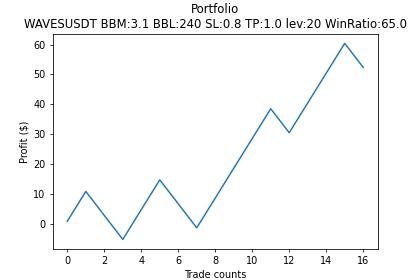 Portfolio
WAVESUSDT BBM:3.1 BBL:240 SL:0.8 TP:1.0 lev:20 WinRatio:65.0
60
50
40
30
20
10
0
Profit ($)
0 2 4 6 8 10 12 14 16
Trade counts